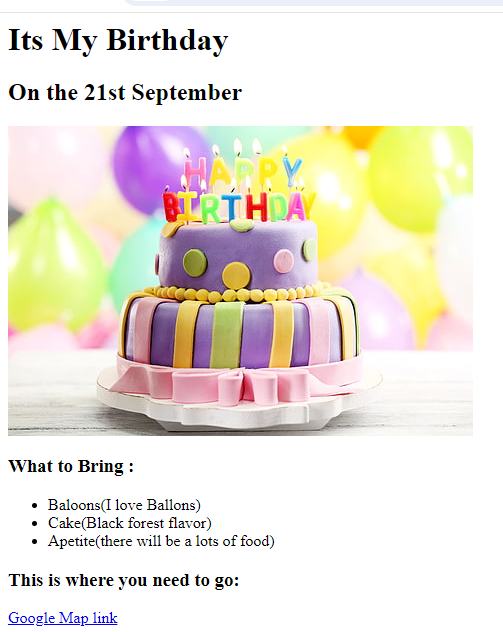 Its My Birthday
On the 21st September
HAPPY
BIRTHDAY
What to Bring :
Baloons(I love Ballons)
Cake(Black forest flavor)
Apetite(there will be a lots of food)
This is where you need to go:
Google Map link